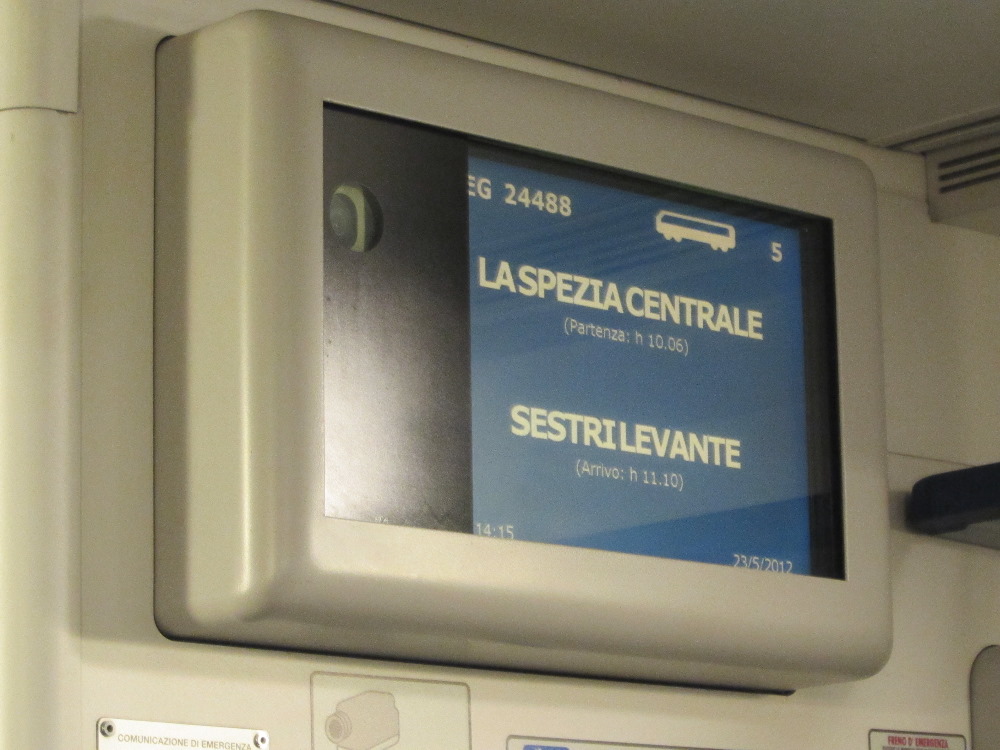 EG 24488
5
LA SPEZIA CENTRALE
(Partenza: h 10.06)
SESTRI LEVANTE
(Arrivo: h 11.10)
14:15
23/5/2012
COMUNICAZIONE DI EMERGENZA
FRENO D'EMERGENZA